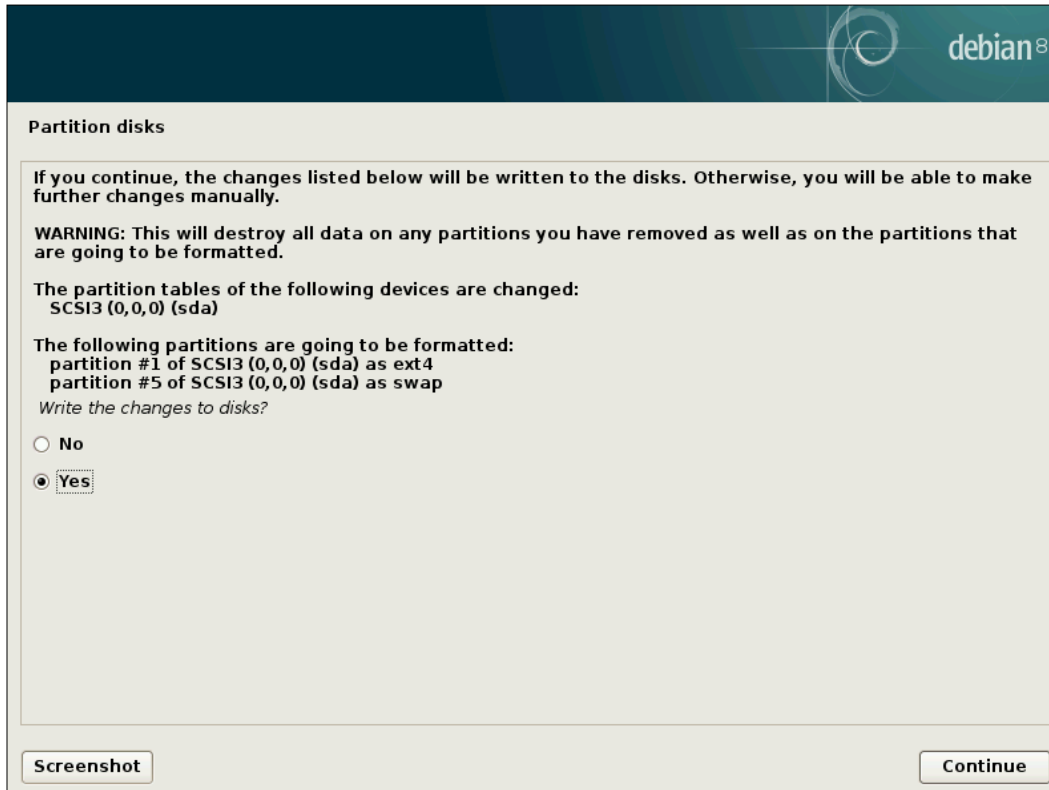 debian 8
Partition disks
If you continue, the changes listed below will be written to the disks. Otherwise, you will be able to make
further changes manually.
WARNING: This will destroy all data on any partitions you have removed as well as on the partitions that
are going to be formatted.
The partition tables of the following devices are changed:
SCSI3 (0,0,0) (sda)
The following partitions are going to be formatted:
partition #1 of SCSI3 (0,0,0) (sda) as ext4
partition #5 of SCSI3 (0,0,0) (sda) as swap
Write the changes to disks?
No
Yes
Screenshot
Continue